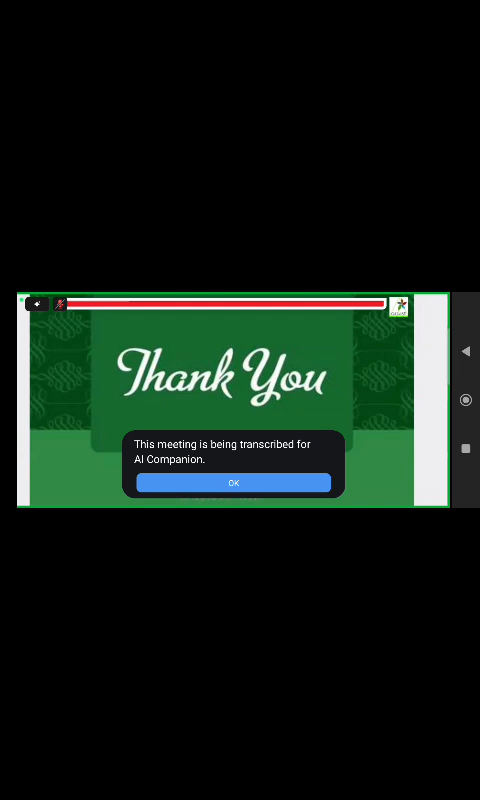 Thank You
This meeting is being transcribed for
AI Companion.
OK